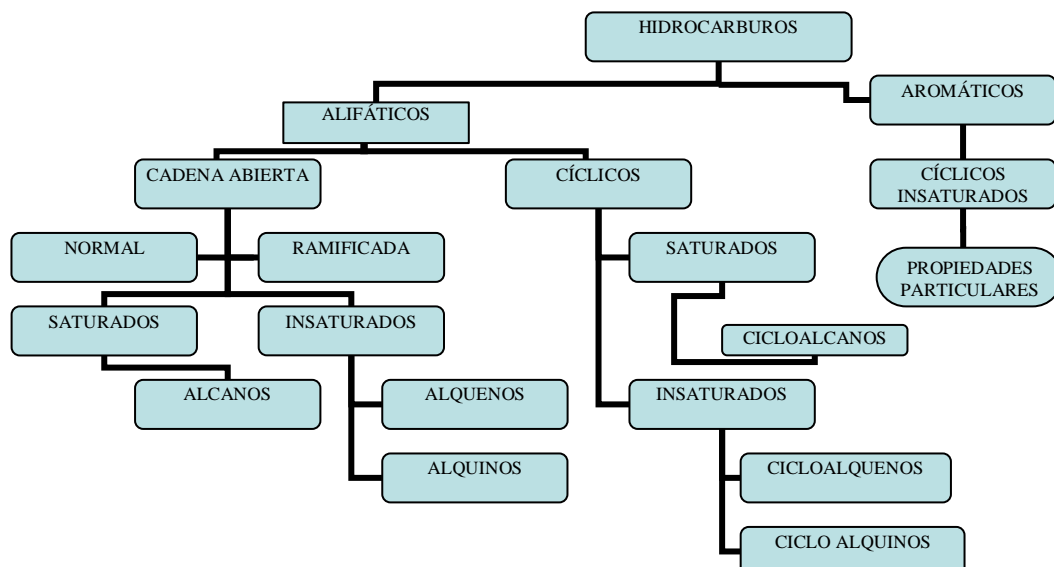 HIDROCARBUROS
AROMÁTICOS
ALIFÁTICOS
CADENA ABIERTA
CÍCLICOS
CÍCLICOS
INSATURADOS
NORMAL
RAMIFICADA
SATURADOS
PROPIEDADES
PARTICULARES
SATURADOS
INSATURADOS
CICLOALCANOS
ALCANOS
ALQUENOS
INSATURADOS
ALQUINOS
CICLOALQUENOS
CICLO ALQUINOS